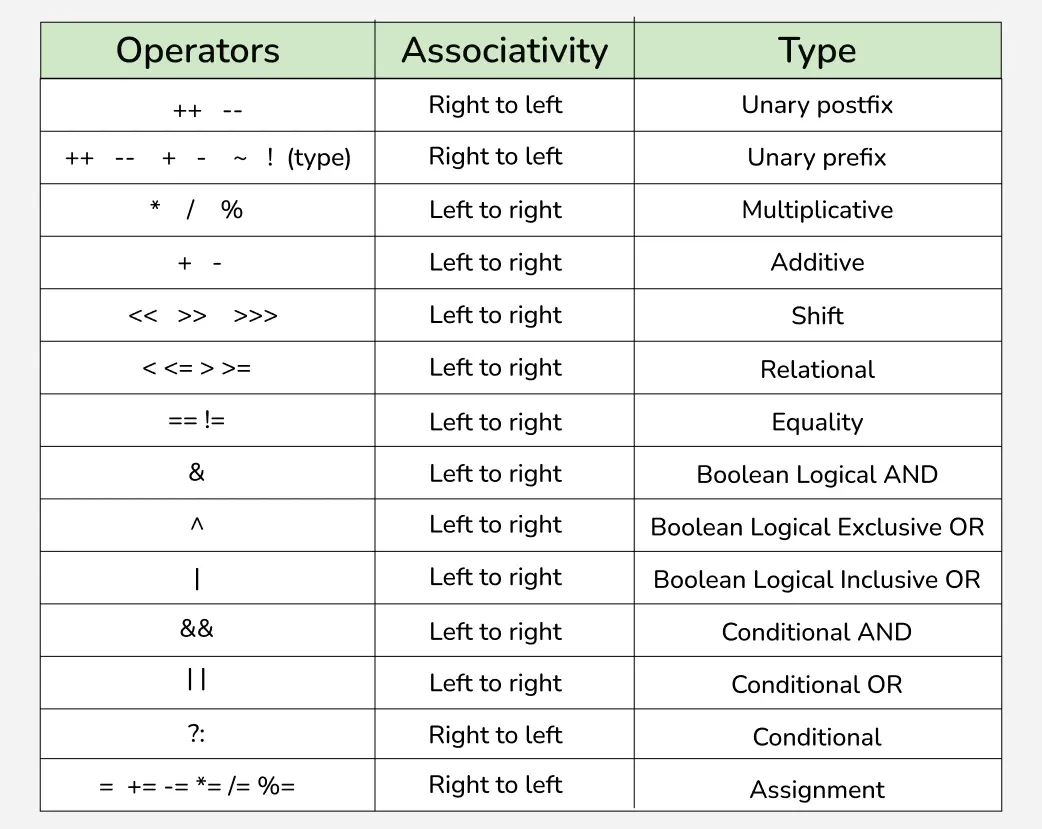 Operators Associativity Type
++ -- Right to left Unary postfix
++ -- + - ~ ! (type) Right to left Unary prefix
* / % Left to right Multiplicative
+ - Left to right Additive
<< >> >>> Left to right Shift
< <= > >= Left to right Relational
== != Left to right Equality
& Left to right Boolean Logical AND
^ Left to right Boolean Logical Exclusive OR
| Left to right Boolean Logical Inclusive OR
&& Left to right Conditional AND
|| Left to right Conditional OR
?: Right to left Conditional
= += -= *= /= %= Right to left Assignment